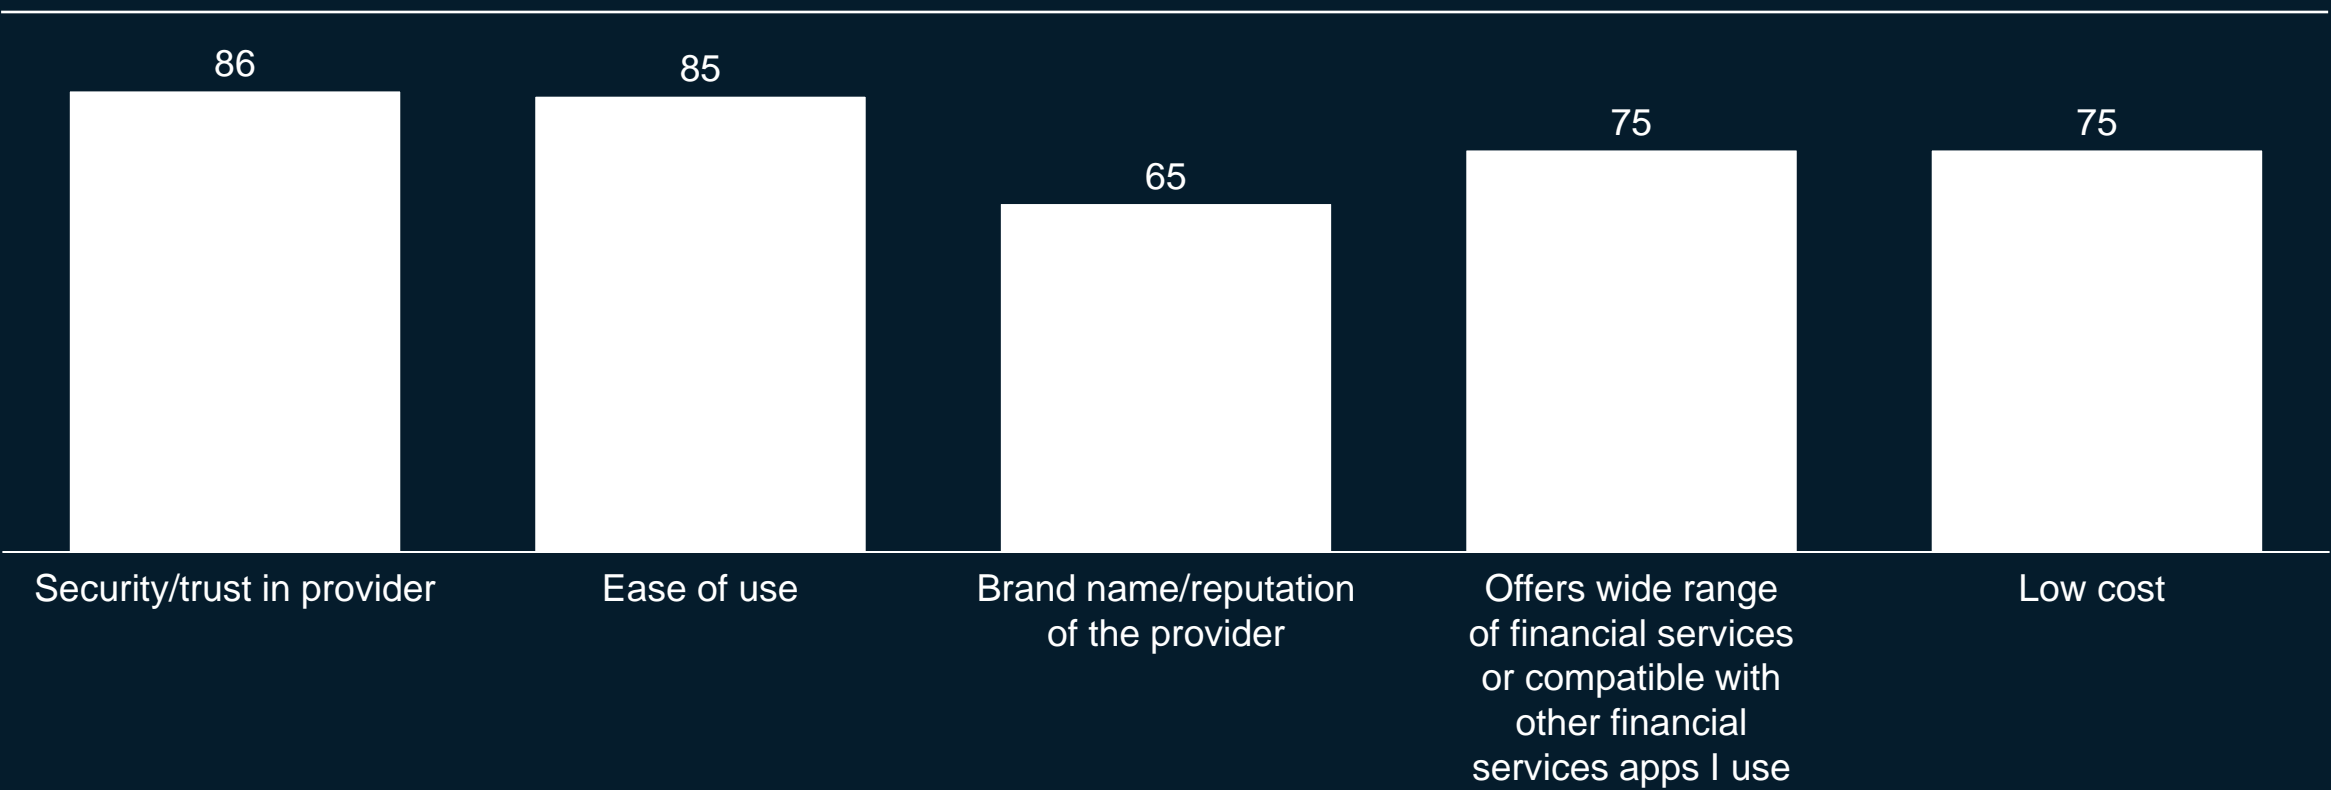 86
85
65
75
75
Security/trust in provider
Ease of use
Brand name/reputation
of the provider
Offers wide range
of financial services
or compatible with
other financial
services apps I use
Low cost